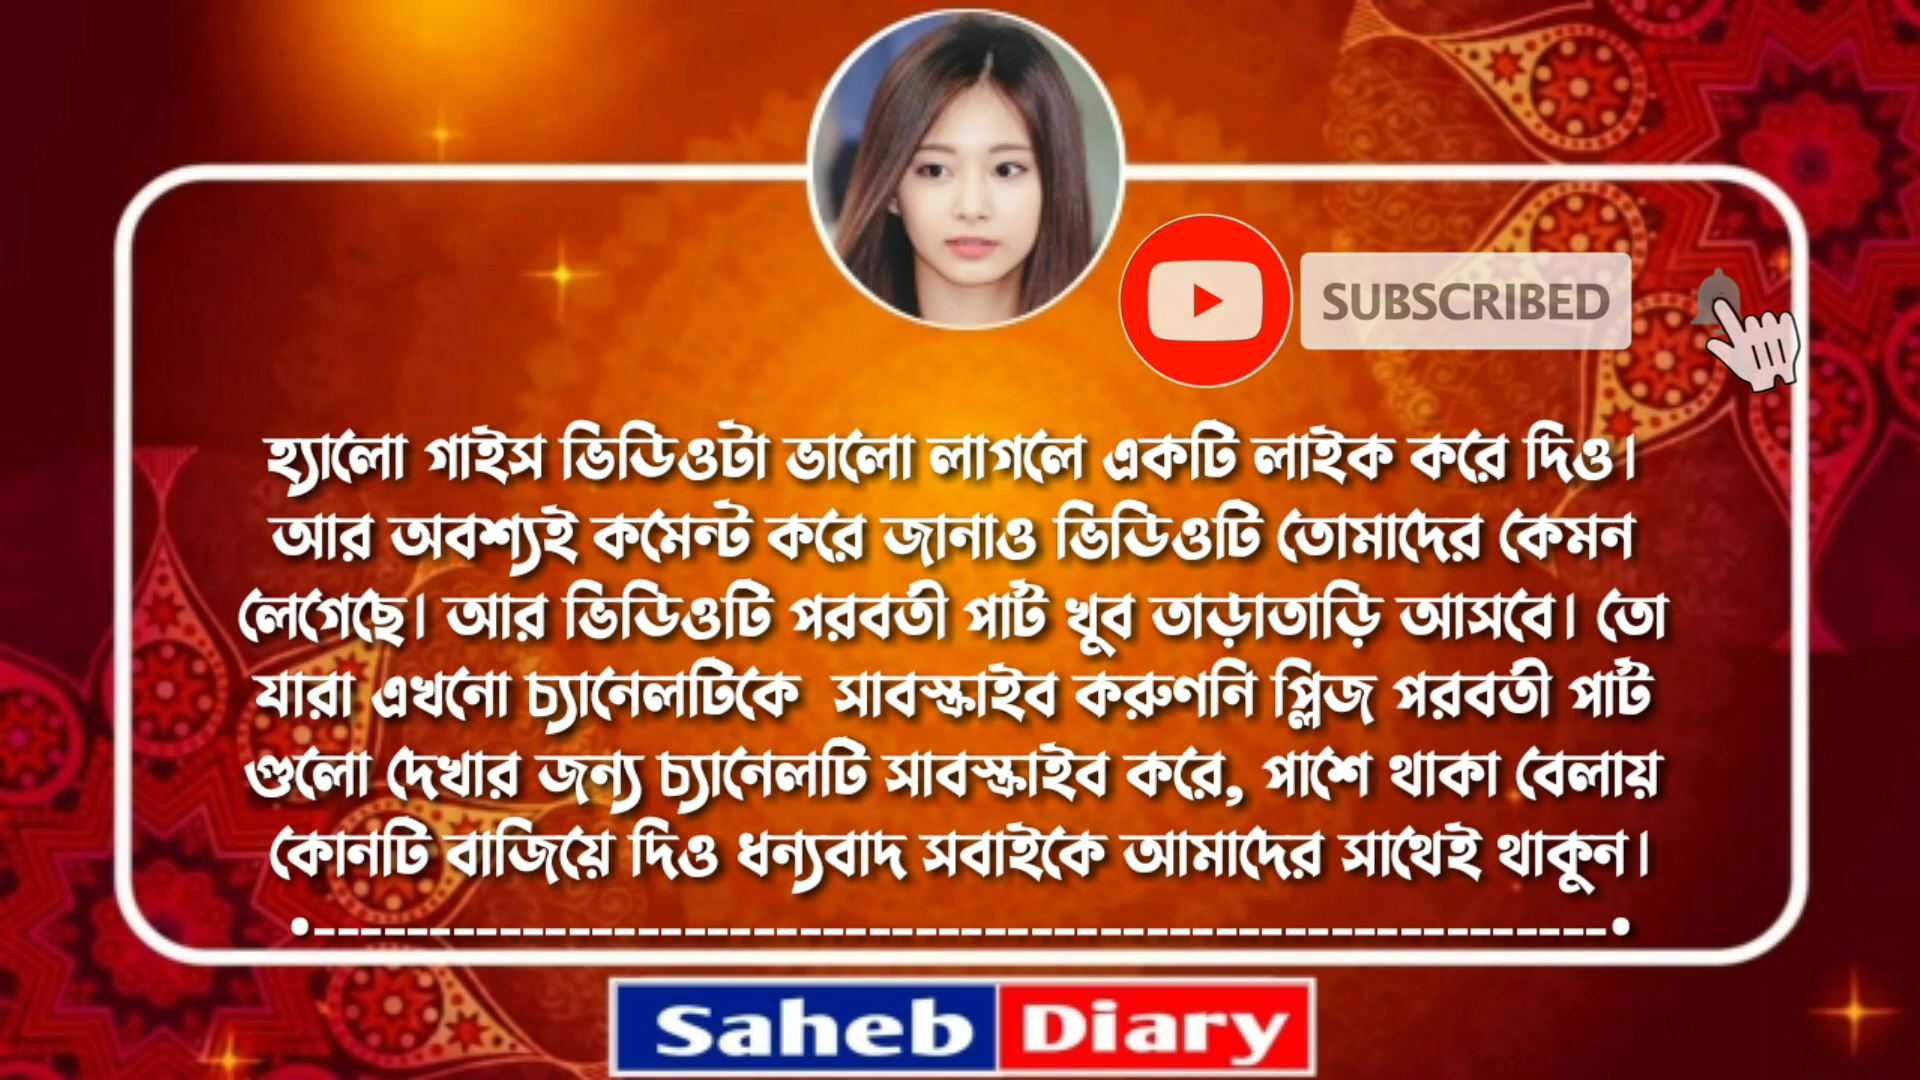 SUBSCRIBED
হ্যালো গাইস ভিডিওটা ভালো লাগলে একটি লাইক করে দিও।
আর অবশ্যই কমেন্ট করে জানাও ভিডিওটি তোমাদের কেমন
লেগেছে। আর ভিডিওটি পরবর্তী পার্ট খুব তাড়াতাড়ি আসবে। তো
যারা এখনো চ্যানেলটিকে সাবস্ক্রাইব করুণনি প্লিজ পরবর্তী পার্ট
গুলো দেখার জন্য চ্যানেলটি সাবস্ক্রাইব করে, পাশে থাকা বেলায়
কোনটি বাজিয়ে দিও ধন্যবাদ সবাইকে আমাদের সাথেই থাকুন।
Saheb Diary